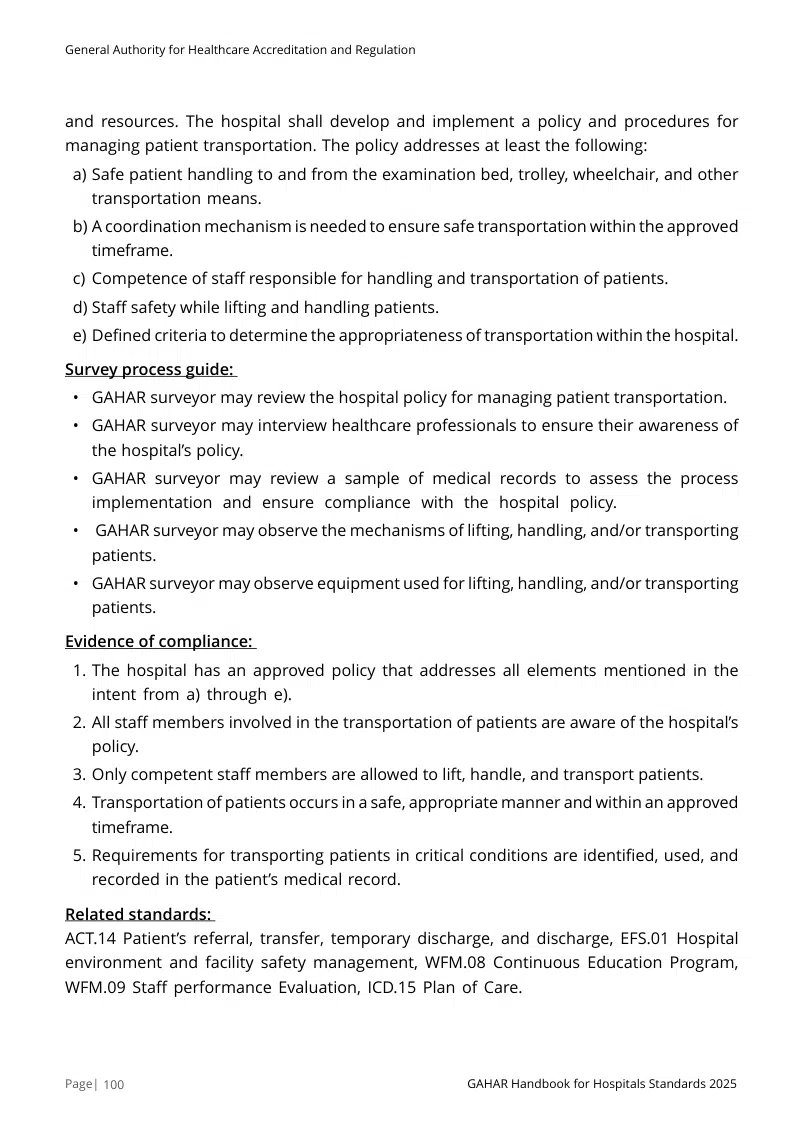 General Authority for Healthcare Accreditation and Regulation
and resources. The hospital shall develop and implement a policy and procedures for
managing patient transportation. The policy addresses at least the following:
a) Safe patient handling to and from the examination bed, trolley, wheelchair, and other
transportation means.
b) A coordination mechanism is needed to ensure safe transportation within the approved
timeframe.
c) Competence of staff responsible for handling and transportation of patients.
d) Staff safety while lifting and handling patients.
e) Defined criteria to determine the appropriateness of transportation within the hospital.
Survey process guide:
• GAHAR surveyor may review the hospital policy for managing patient transportation.
• GAHAR surveyor may interview healthcare professionals to ensure their awareness of
the hospital’s policy.
• GAHAR surveyor may review a sample of medical records to assess the process
implementation and ensure compliance with the hospital policy.
• GAHAR surveyor may observe the mechanisms of lifting, handling, and/or transporting
patients.
• GAHAR surveyor may observe equipment used for lifting, handling, and/or transporting
patients.
Evidence of compliance:
1. The hospital has an approved policy that addresses all elements mentioned in the
intent from a) through e).
2. All staff members involved in the transportation of patients are aware of the hospital’s
policy.
3. Only competent staff members are allowed to lift, handle, and transport patients.
4. Transportation of patients occurs in a safe, appropriate manner and within an approved
timeframe.
5. Requirements for transporting patients in critical conditions are identified, used, and
recorded in the patient’s medical record.
Related standards:
ACT.14 Patient’s referral, transfer, temporary discharge, and discharge, EFS.01 Hospital
environment and facility safety management, WFM.08 Continuous Education Program,
WFM.09 Staff performance Evaluation, ICD.15 Plan of Care.
Page| 100 GAHAR Handbook for Hospitals Standards 2025